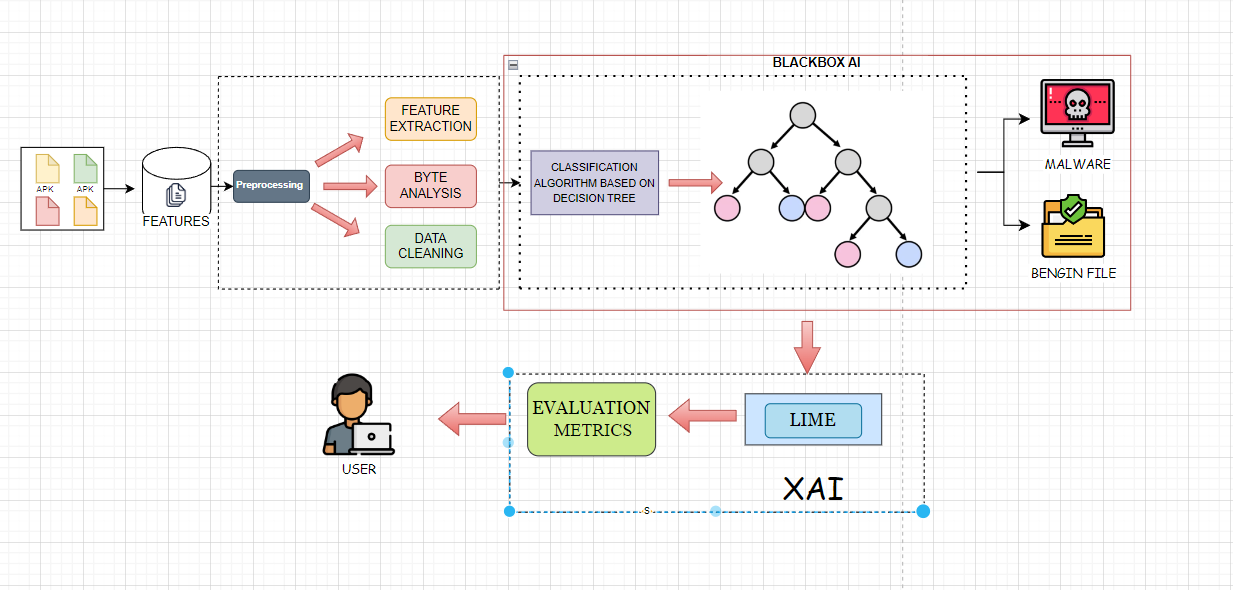 BLACKBOX AI
APK
APK
FEATURES
Preprocessing
FEATURE
EXTRACTION
BYTE
ANALYSIS
DATA
CLEANING
CLASSIFICATION
ALGORITHM BASED ON
DECISION TREE
MALWARE
BENGIN FILE
USER
EVALUATION
METRICS
LIME
XAI
S